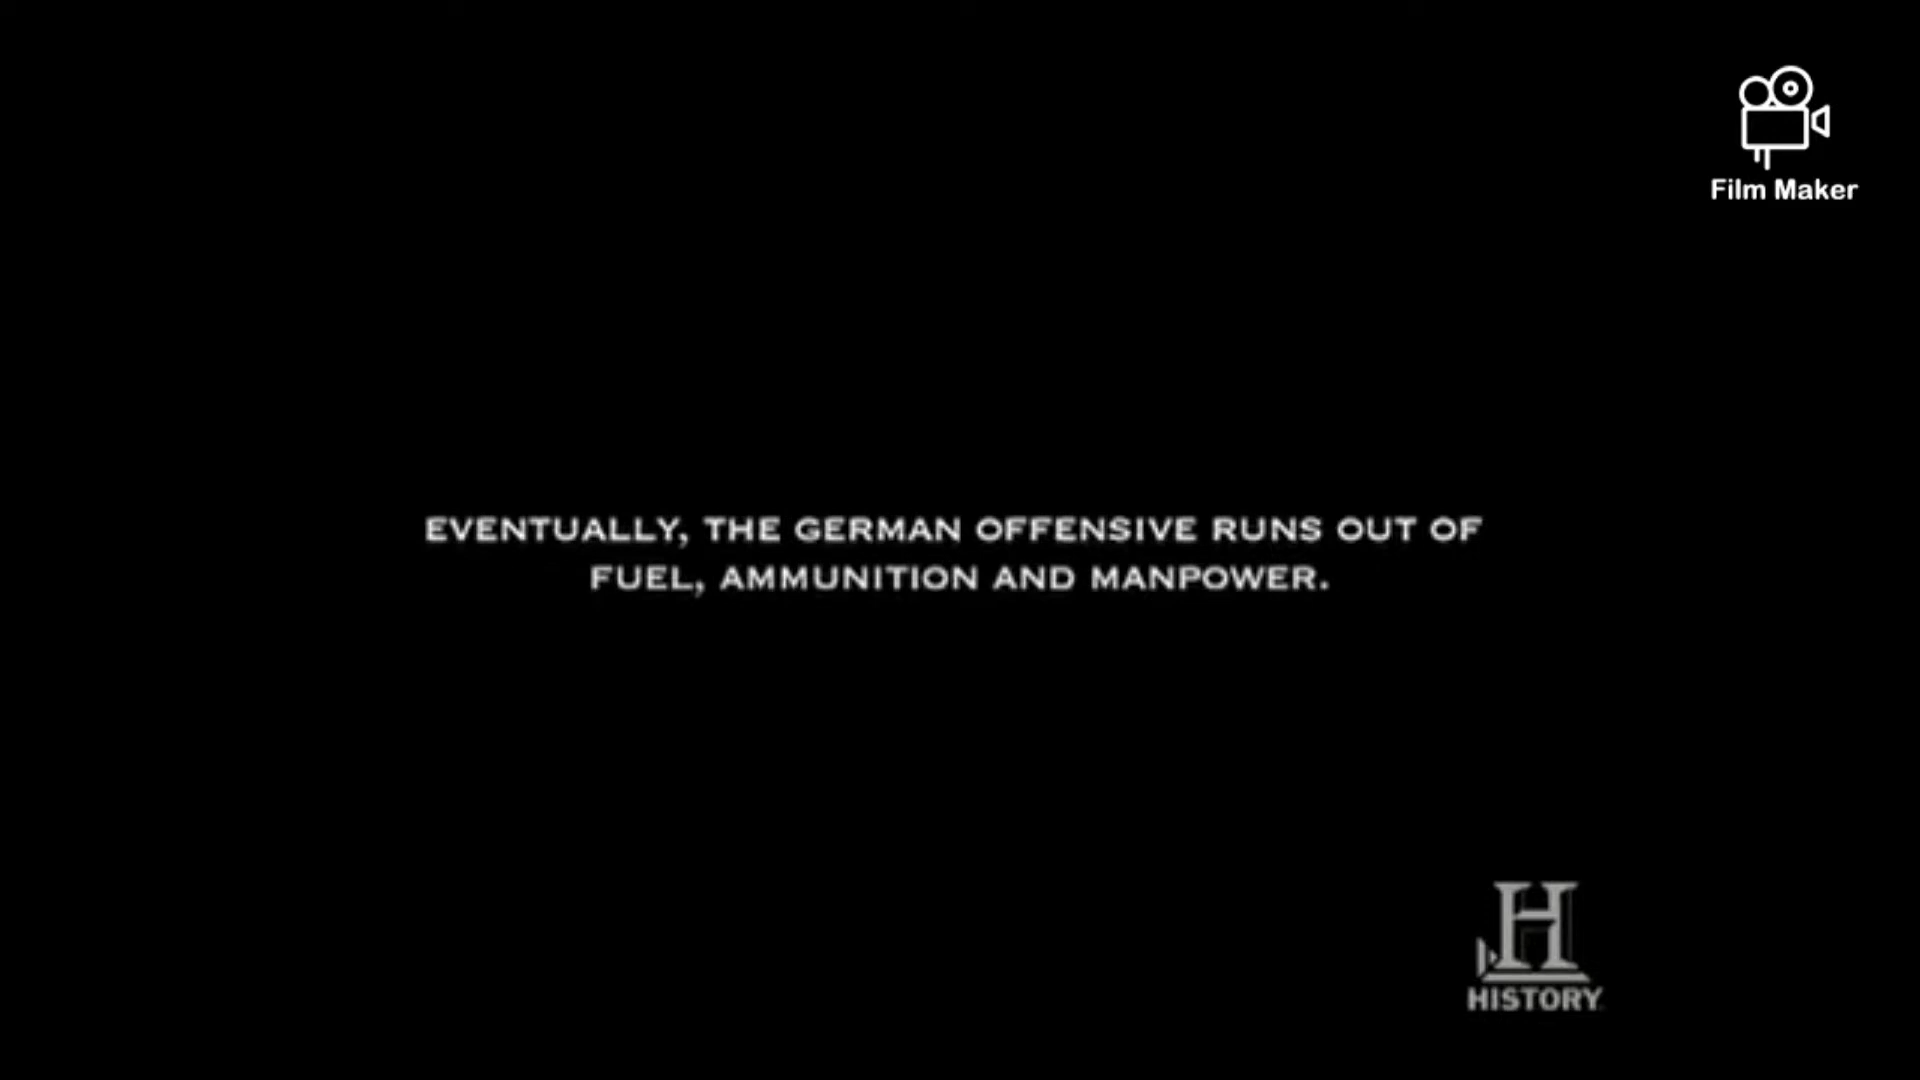 Film Maker
EVENTUALLY, THE GERMAN OFFENSIVE RUNS OUT OF
FUEL, AMMUNITION AND MANPOWER.
H
HISTORY